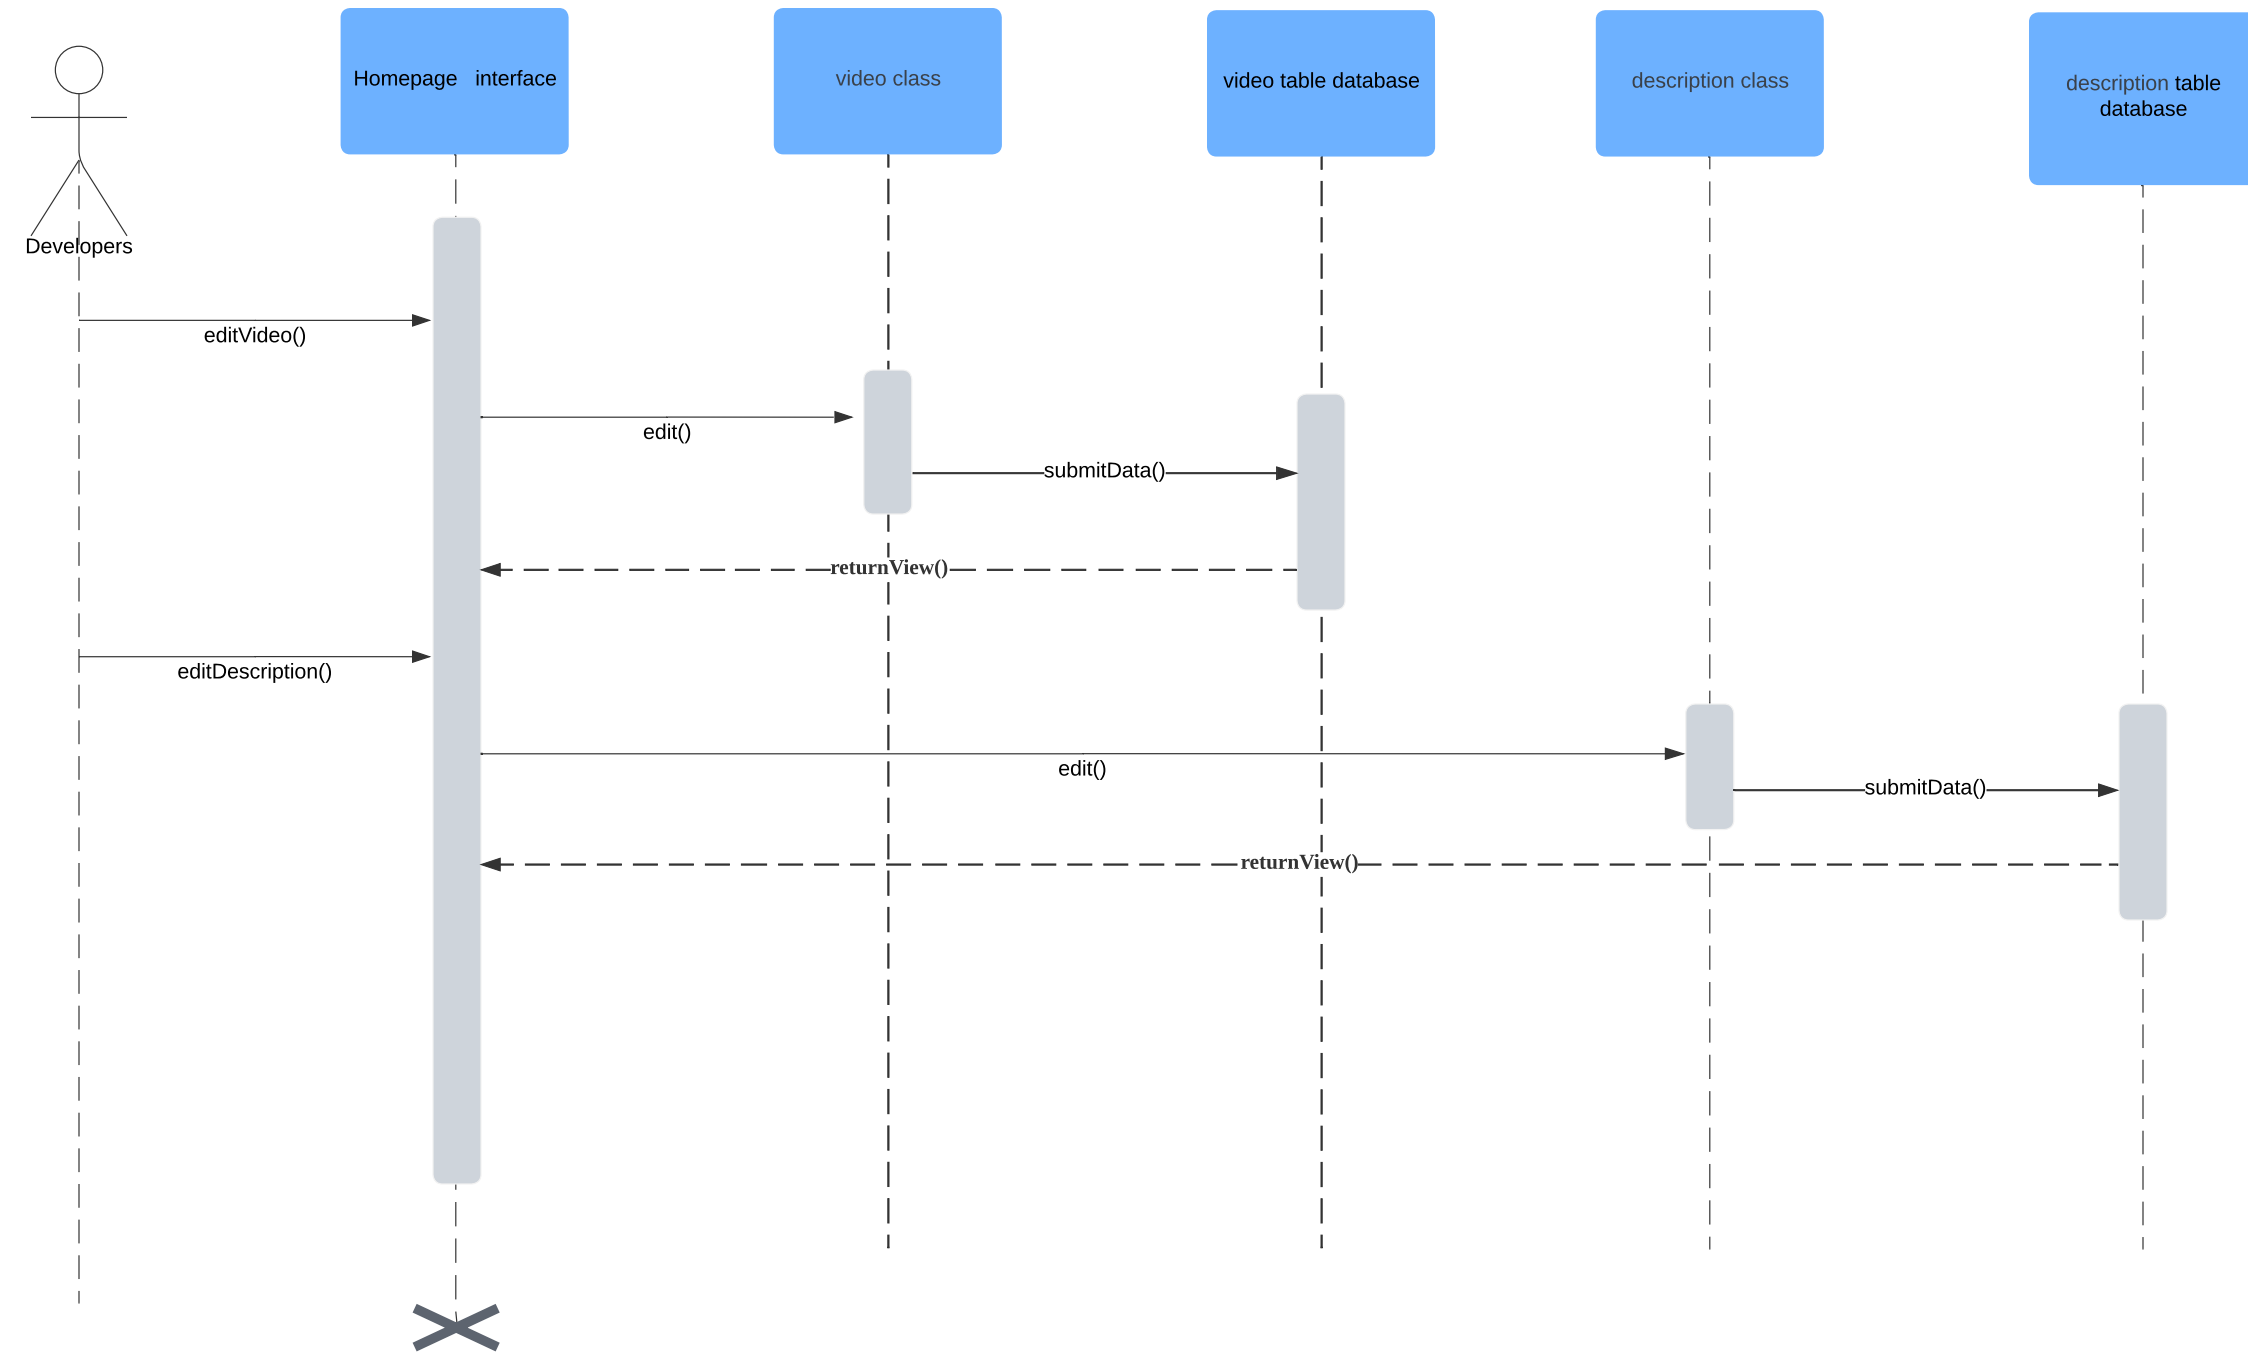 Homepage   interface
video class
video table database
description class
description table
database
Developers
editVideo()
edit()
submitData()
returnView()
editDescription()
edit()
submitData()
returnView()